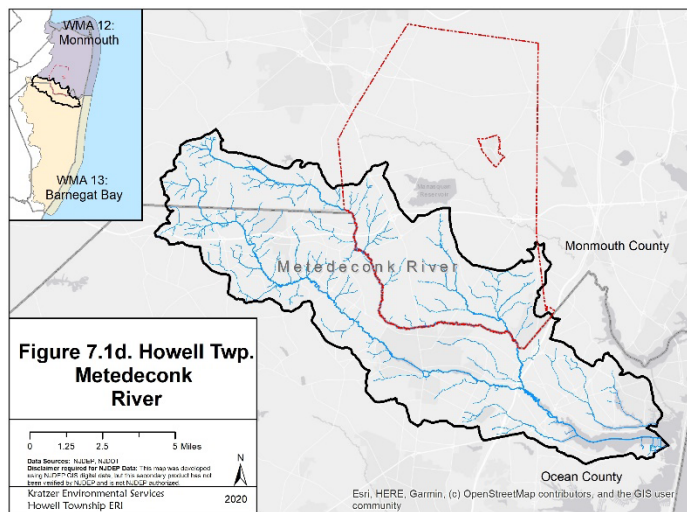 WMA 12:
Monmouth
WMA 13:
Barnegat Bay
Manasquan
Reservoir
Monmouth County
Metedeconk River
Figure 7.1d. Howell Twp.
Metedeconk
River
0 1.25 2.5 5 Miles
Data Sources: NJDEP, NJDOT
Disclaimer required for NJDEP Data: This map was developed
using NJDEP GIS digital data, but this secondary product has not
been verified by NJDEP and is not NJDEP authorized.
N
Kratzer Environmental Services
Howell Township ERI
2020
Ocean County
Esri, HERE, Garmin, (c) OpenStreetMap contributors, and the GIS user
community